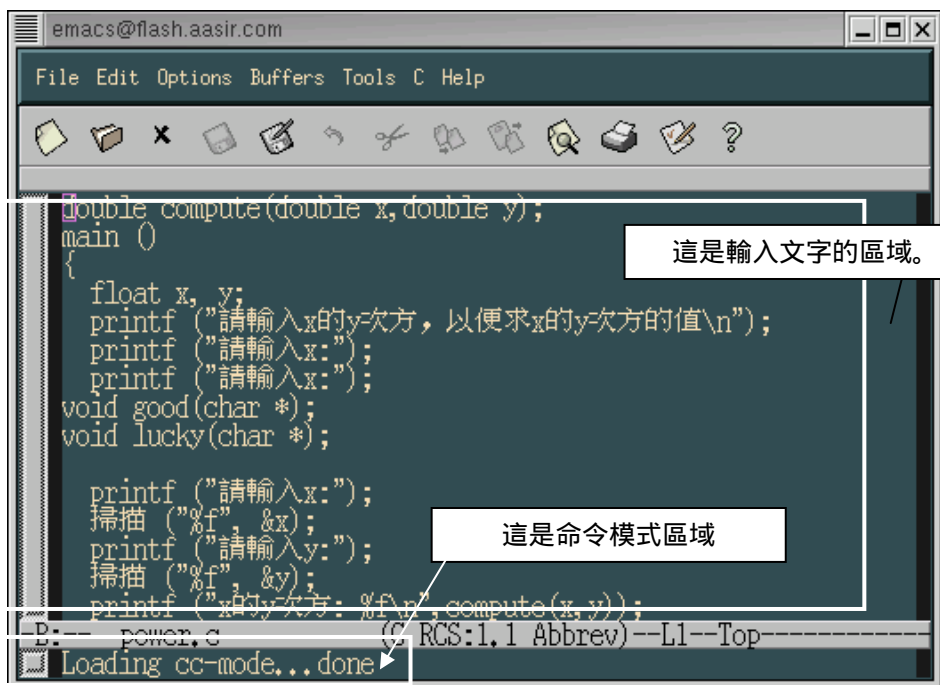 emacs@flash.aasir.com
File Edit Options Buffers Tools C Help
double compute(double x,double y);
main ()
{
這是輸入文字的區域。
float x, y;
printf ("請輸入x的y次方，以便求x的y次方的值\n");
printf ("請輸入x:");
printf ("請輸入x:");
void good(char *);
void lucky(char *);
printf ("請輸入x:");
掃描 ("%f", &x);
這是命令模式區域
printf ("請輸入y:");
掃描 ("%f", &y);
printf ("x的y次方: %f\n",compute(x,y));
-R:-- power.c (C RCS:1.1 Abbrev)--L1--Top------------
Loading cc-mode...done